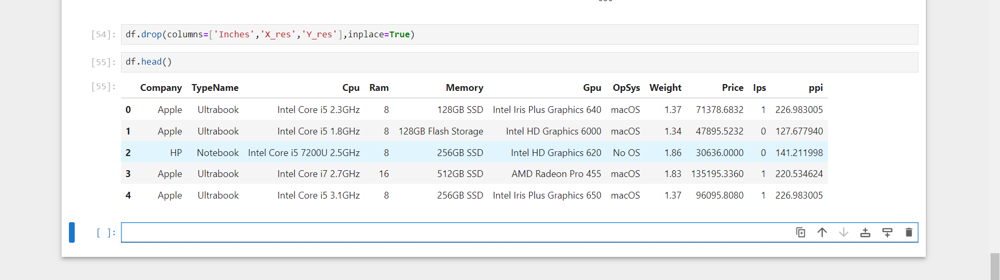 [54]: df.drop(columns=['Inches','X_res','Y_res'],inplace=True)
[55]: df.head()
[55]: Company TypeName Cpu Ram Memory Gpu OpSys Weight Price Ips ppi
0 Apple Ultrabook Intel Core i5 2.3GHz 8 128GB SSD Intel Iris Plus Graphics 640 macOS 1.37 71378.6832 1 226.983005
1 Apple Ultrabook Intel Core i5 1.8GHz 8 128GB Flash Storage Intel HD Graphics 6000 macOS 1.34 47895.5232 0 127.677940
2 HP Notebook Intel Core i5 7200U 2.5GHz 8 256GB SSD Intel HD Graphics 620 No OS 1.86 30636.0000 0 141.211998
3 Apple Ultrabook Intel Core i7 2.7GHz 16 512GB SSD AMD Radeon Pro 455 macOS 1.83 135195.3360 1 220.534624
4 Apple Ultrabook Intel Core i5 3.1GHz 8 256GB SSD Intel Iris Plus Graphics 650 macOS 1.37 96095.8080 1 226.983005
[ ]: